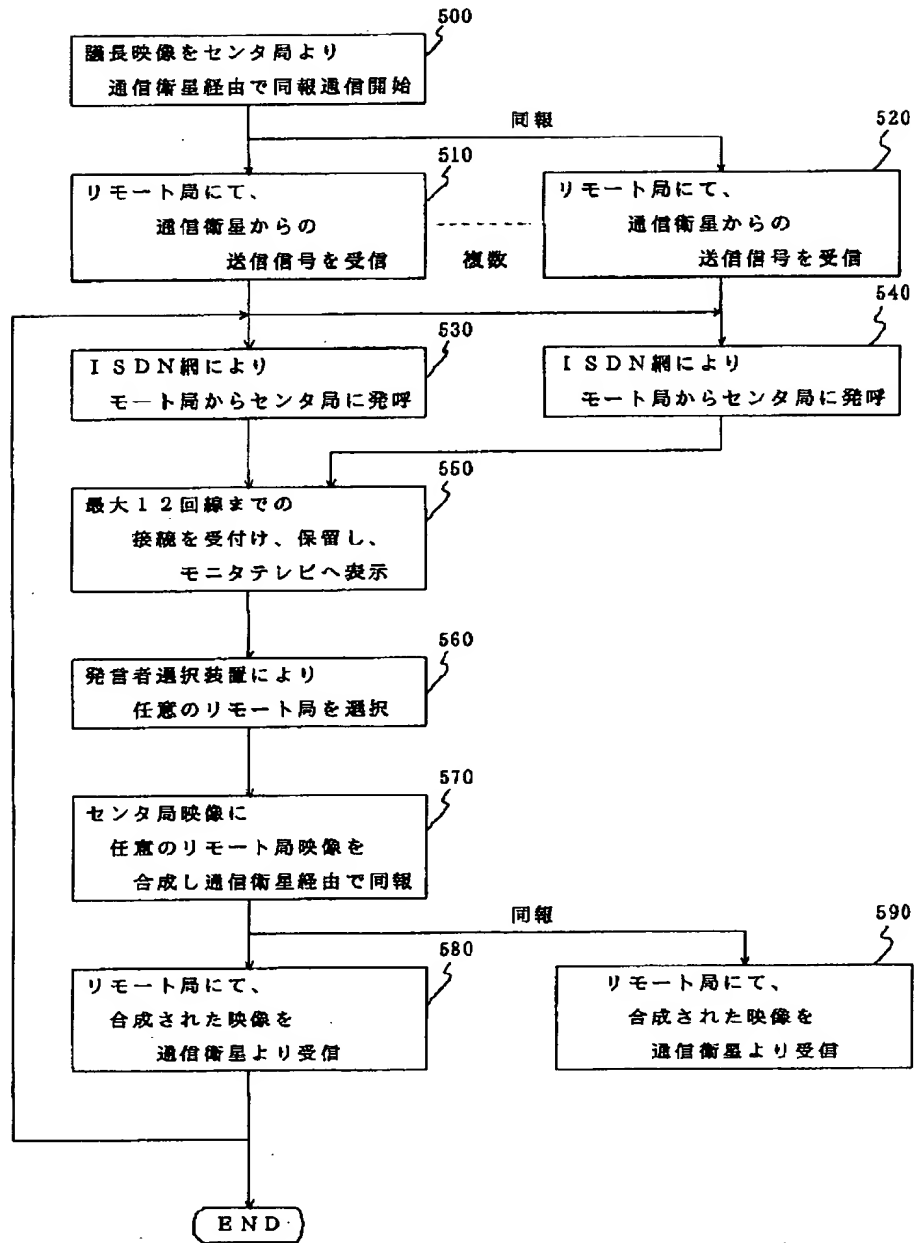 500
議長映像をセンタ局より
通信衛星経由で同報通信開始
同報
510
520
リモート局にて、
通信衛星からの
送信信号を受信
複数
リモート局にて、
通信衛星からの
送信信号を受信
530
540
ISDN網により
モート局からセンタ局に発呼
ISDN網により
モート局からセンタ局に発呼
550
最大12回線までの
接続を受付け、保留し、
モニタテレビへ表示
560
発言者選択装置により
任意のリモート局を選択
570
センタ局映像に
任意のリモート局映像を
合成し通信衛星経由で同報
同報
580
590
リモート局にて、
合成された映像を
通信衛星より受信
リモート局にて、
合成された映像を
通信衛星より受信
END